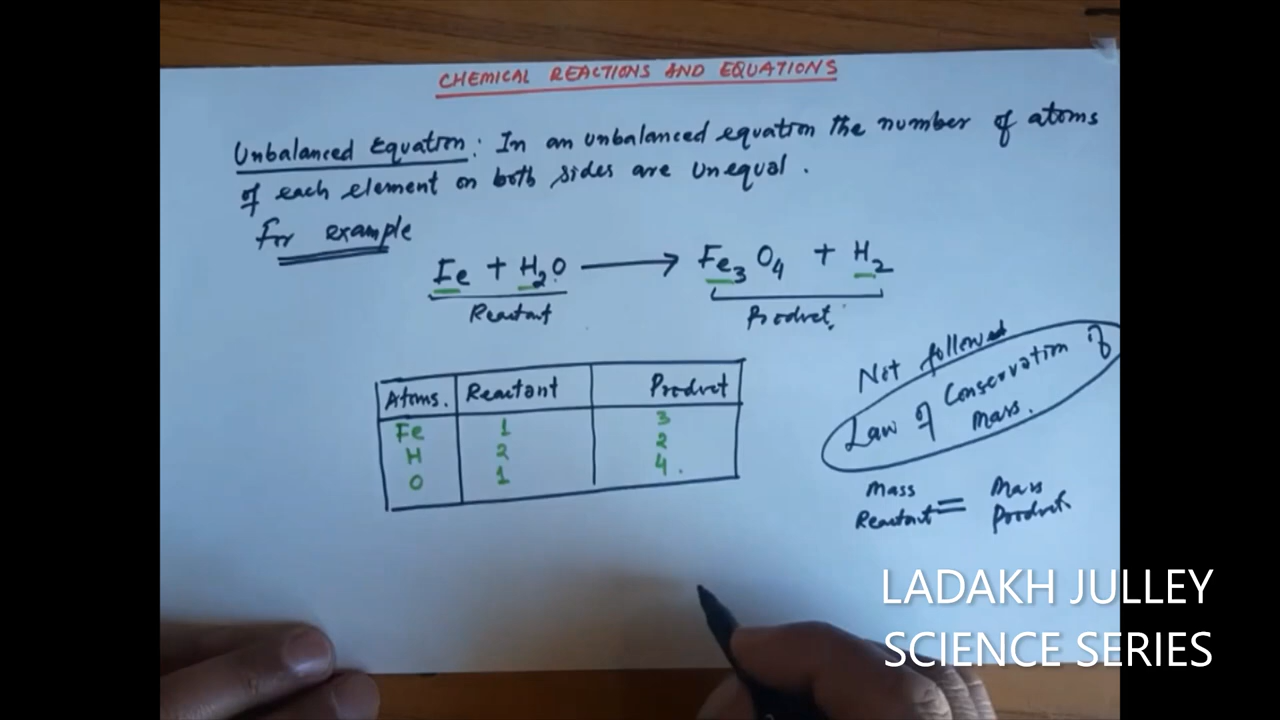 CHEMICAL REACTIONS AND EQUATIONS
Unbalanced Equation: In an unbalanced equation the number of atoms
of each element on both sides are unequal.
For example
Fe + H2O → Fe3O4 + H2
Reactant Product
Atoms. Reactant Product
Fe 1 3
H 2 2
O 1 4.
Not followed
Law of Conservation of
Mass.
Mass = Mass
Reactant Product
LADAKH JULLEY
SCIENCE SERIES